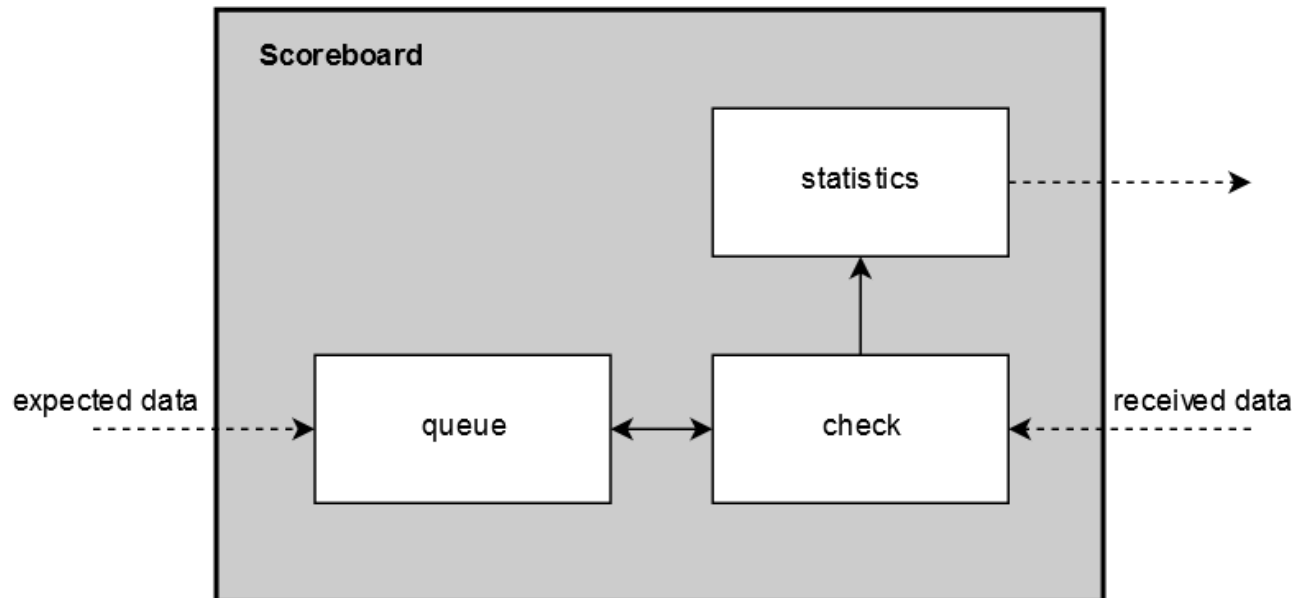 Scoreboard
statistics
expected data
queue
check
received data